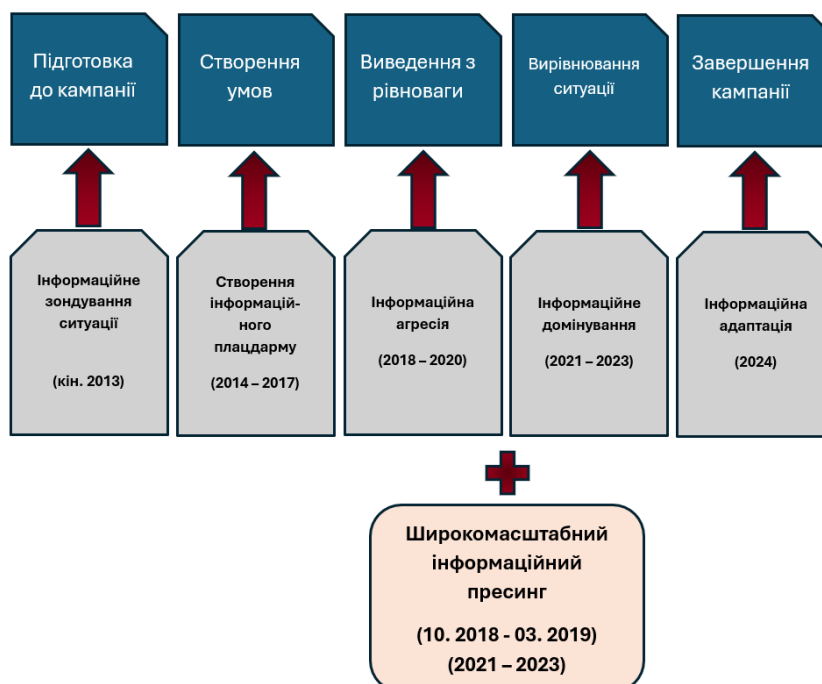 Підготовка
до кампанії
Створення
умов
Виведення з
рівноваги
Вирівнювання
ситуації
Завершення
кампанії
Інформаційне
зондування
ситуації
(кін. 2013)
Створення
інформацій-
ного
плацдарму
(2014 – 2017)
Інформаційна
агресія
(2018 – 2020)
Інформаційне
домінування
(2021 – 2023)
Інформаційна
адаптація
(2024)
Широкомасштабний
інформаційний
пресинг
(10. 2018 - 03. 2019)
(2021 – 2023)